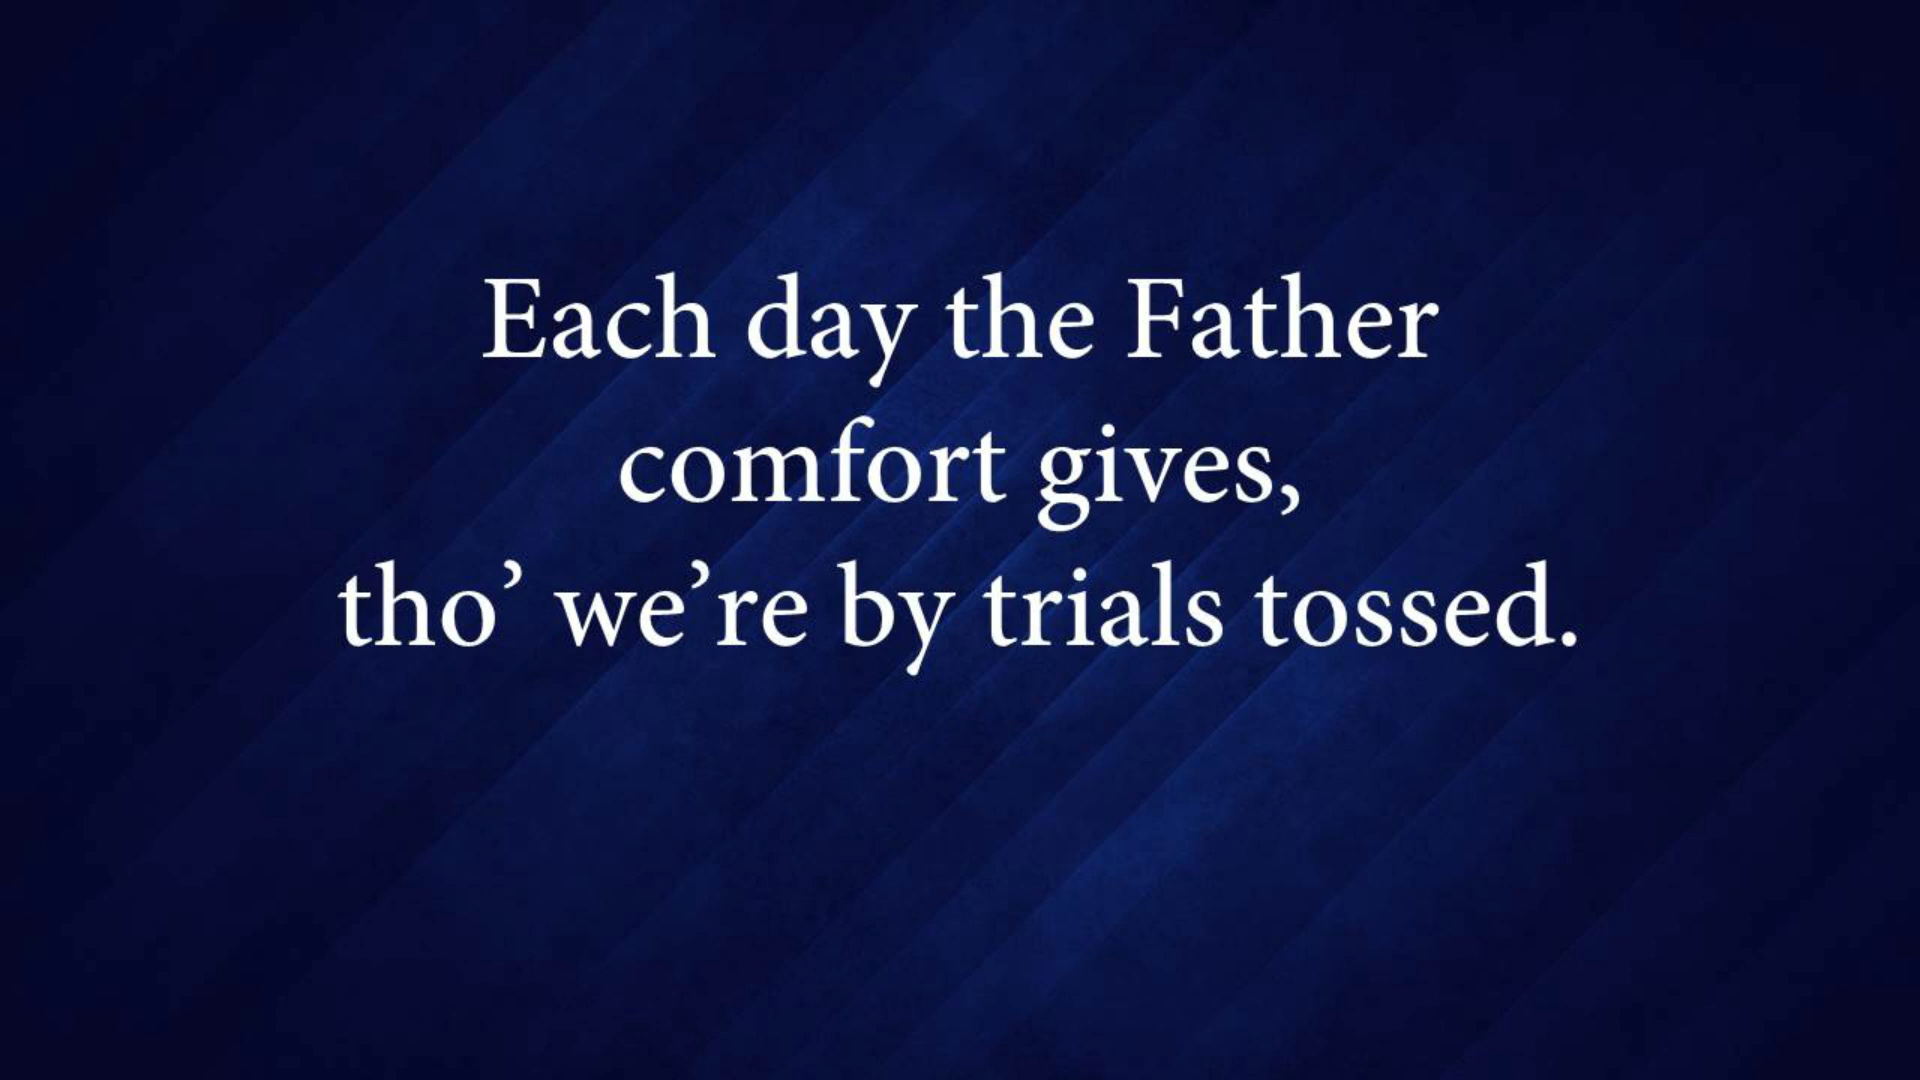 Each day the Father
comfort gives,
tho’ we’re by trials tossed.